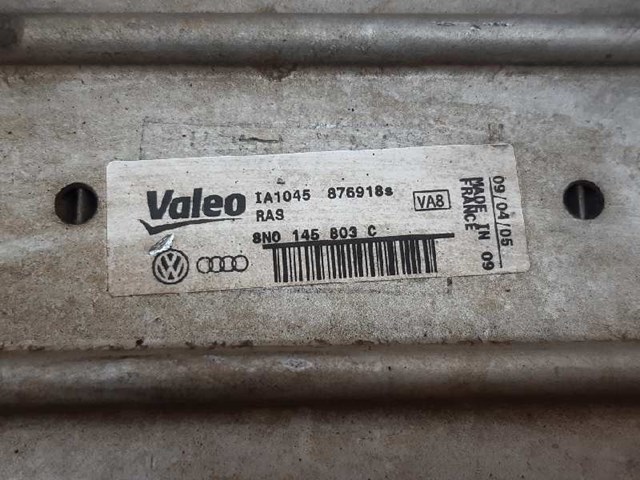 Valeo
IA1045 876918s
RAS
8N0 145 803 C
VA8
09/04/05 09
MADE IN
FRANCE